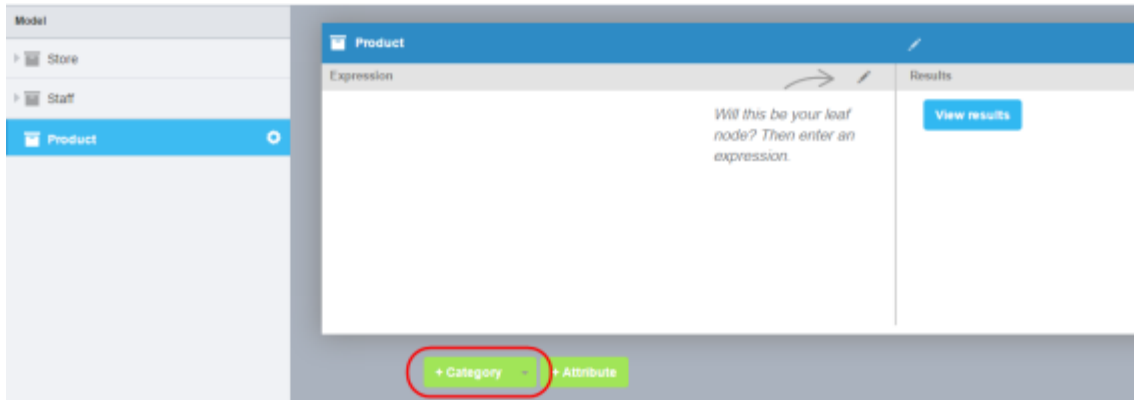 Model
Store
Staff
Product
Product
Expression
Results
Will this be your leaf
node? Then enter an
expression.
View results
+ Category
+ Attribute